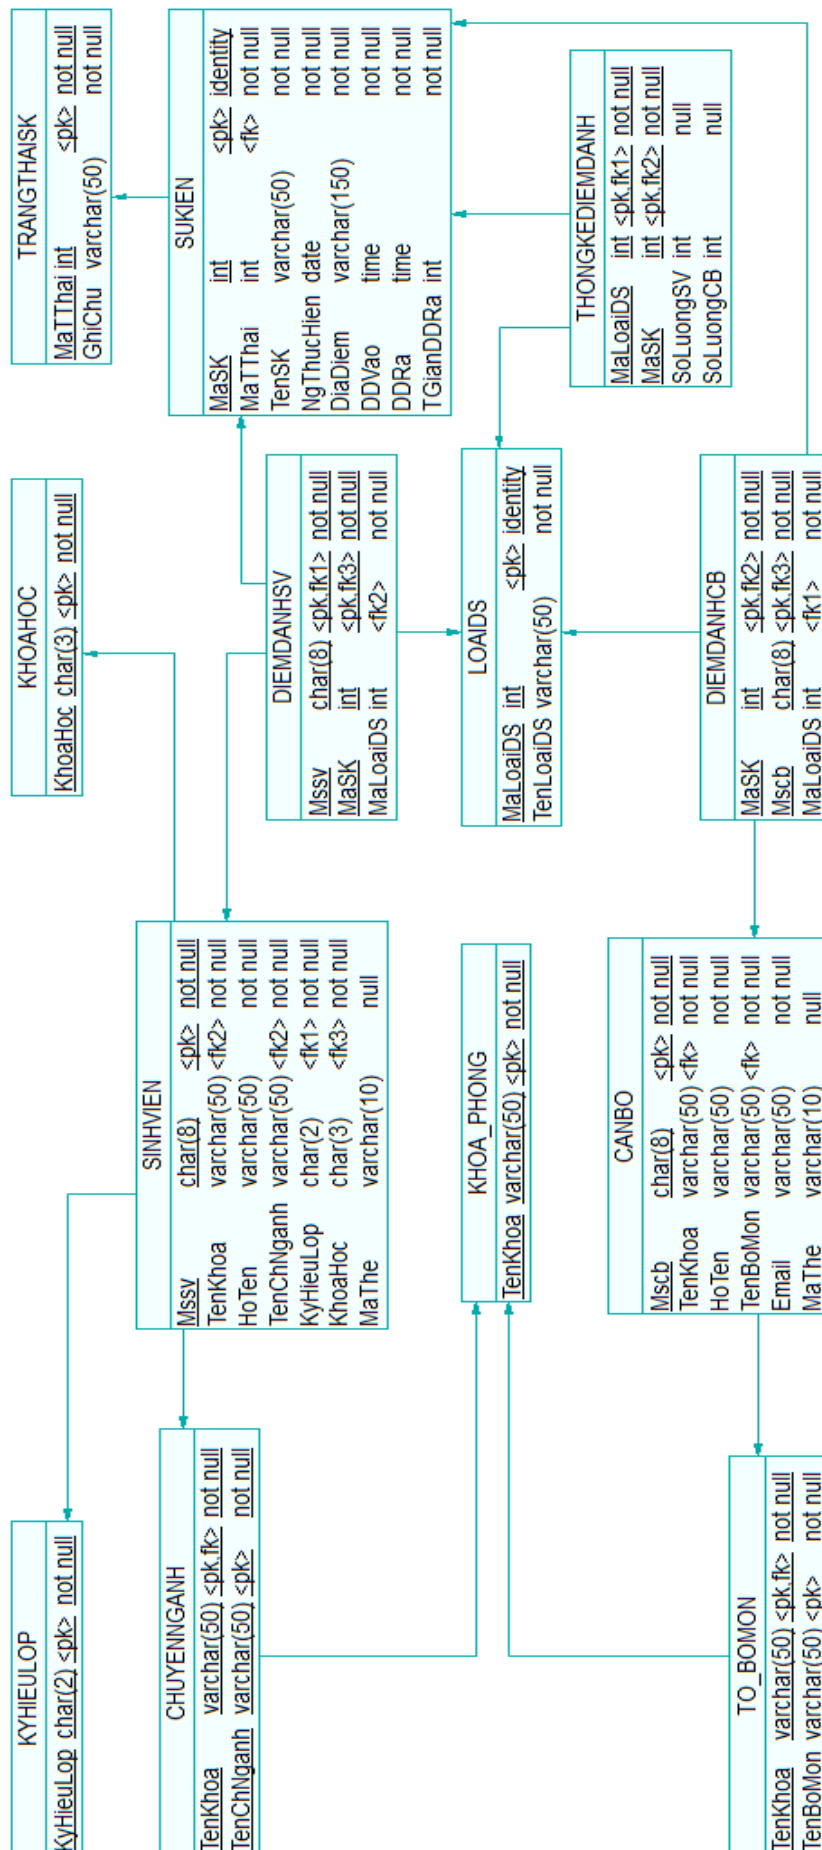 TRANGTHAISK
MaTThai int <pk> not null
GhiChu varchar(50) not null
SUKIEN
MaSK int <pk> identity
MaTThai int <fk> not null
TenSK varchar(50) not null
NgThucHien date not null
DiaDiem varchar(150) not null
DDVao time not null
DDRa time not null
TGianDDRa int not null
THONGKEDIEMDANH
MaLoaiDS int <pk,fk1> not null
MaSK int <pk,fk2> not null
SoLuongSV int null
SoLuongCB int null
KHOAHOC
KhoaHoc char(3) <pk> not null
DIEMDANHSV
Mssv char(8) <pk,fk1> not null
MaSK int <pk,fk3> not null
MaLoaiDS int <fk2> not null
LOAIDS
MaLoaiDS int <pk> identity
TenLoaiDS varchar(50) not null
DIEMDANHCB
MaSK int <pk,fk2> not null
Mscb char(8) <pk,fk3> not null
MaLoaiDS int <fk1> not null
SINHVIEN
Mssv char(8) <pk> not null
TenKhoa varchar(50) <fk2> not null
HoTen varchar(50) not null
TenChNganh varchar(50) <fk2> not null
KyHieuLop char(2) <fk1> not null
KhoaHoc char(3) <fk3> not null
MaThe varchar(10) null
KHOA_PHONG
TenKhoa varchar(50) <pk> not null
CANBO
Mscb char(8) <pk> not null
TenKhoa varchar(50) <fk> not null
HoTen varchar(50) not null
TenBoMon varchar(50) <fk> not null
Email varchar(50) not null
MaThe varchar(10) null
KYHIEULOP
KyHieuLop char(2) <pk> not null
CHUYENNGANH
TenKhoa varchar(50) <pk,fk> not null
TenChNganh varchar(50) <pk> not null
TO_BOMON
TenKhoa varchar(50) <pk,fk> not null
TenBoMon varchar(50) <pk> not null